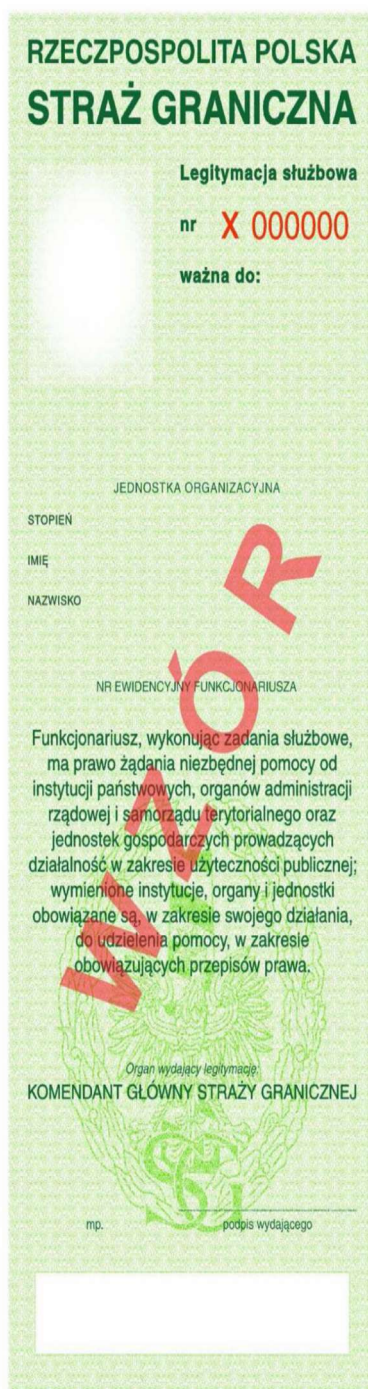 RZECZPOSPOLITA POLSKA
STRAŻ GRANICZNA
Legitymacja służbowa
nr X 000000
ważna do:
JEDNOSTKA ORGANIZACYJNA
STOPIEŃ
IMIĘ
NAZWISKO
NR EWIDENCYJNY FUNKCJONARIUSZA
Funkcjonariusz, wykonując zadania służbowe,
ma prawo żądania niezbędnej pomocy od
instytucji państwowych, organów administracji
rządowej i samorządu terytorialnego oraz
jednostek gospodarczych prowadzących
działalność w zakresie użyteczności publicznej;
wymienione instytucje, organy i jednostki
obowiązane są, w zakresie swojego działania,
do udzielenia pomocy, w zakresie
obowiązujących przepisów prawa.
WZÓR
Organ wydający legitymację:
KOMENDANT GŁÓWNY STRAŻY GRANICZNEJ
SG
mp. podpis wydającego